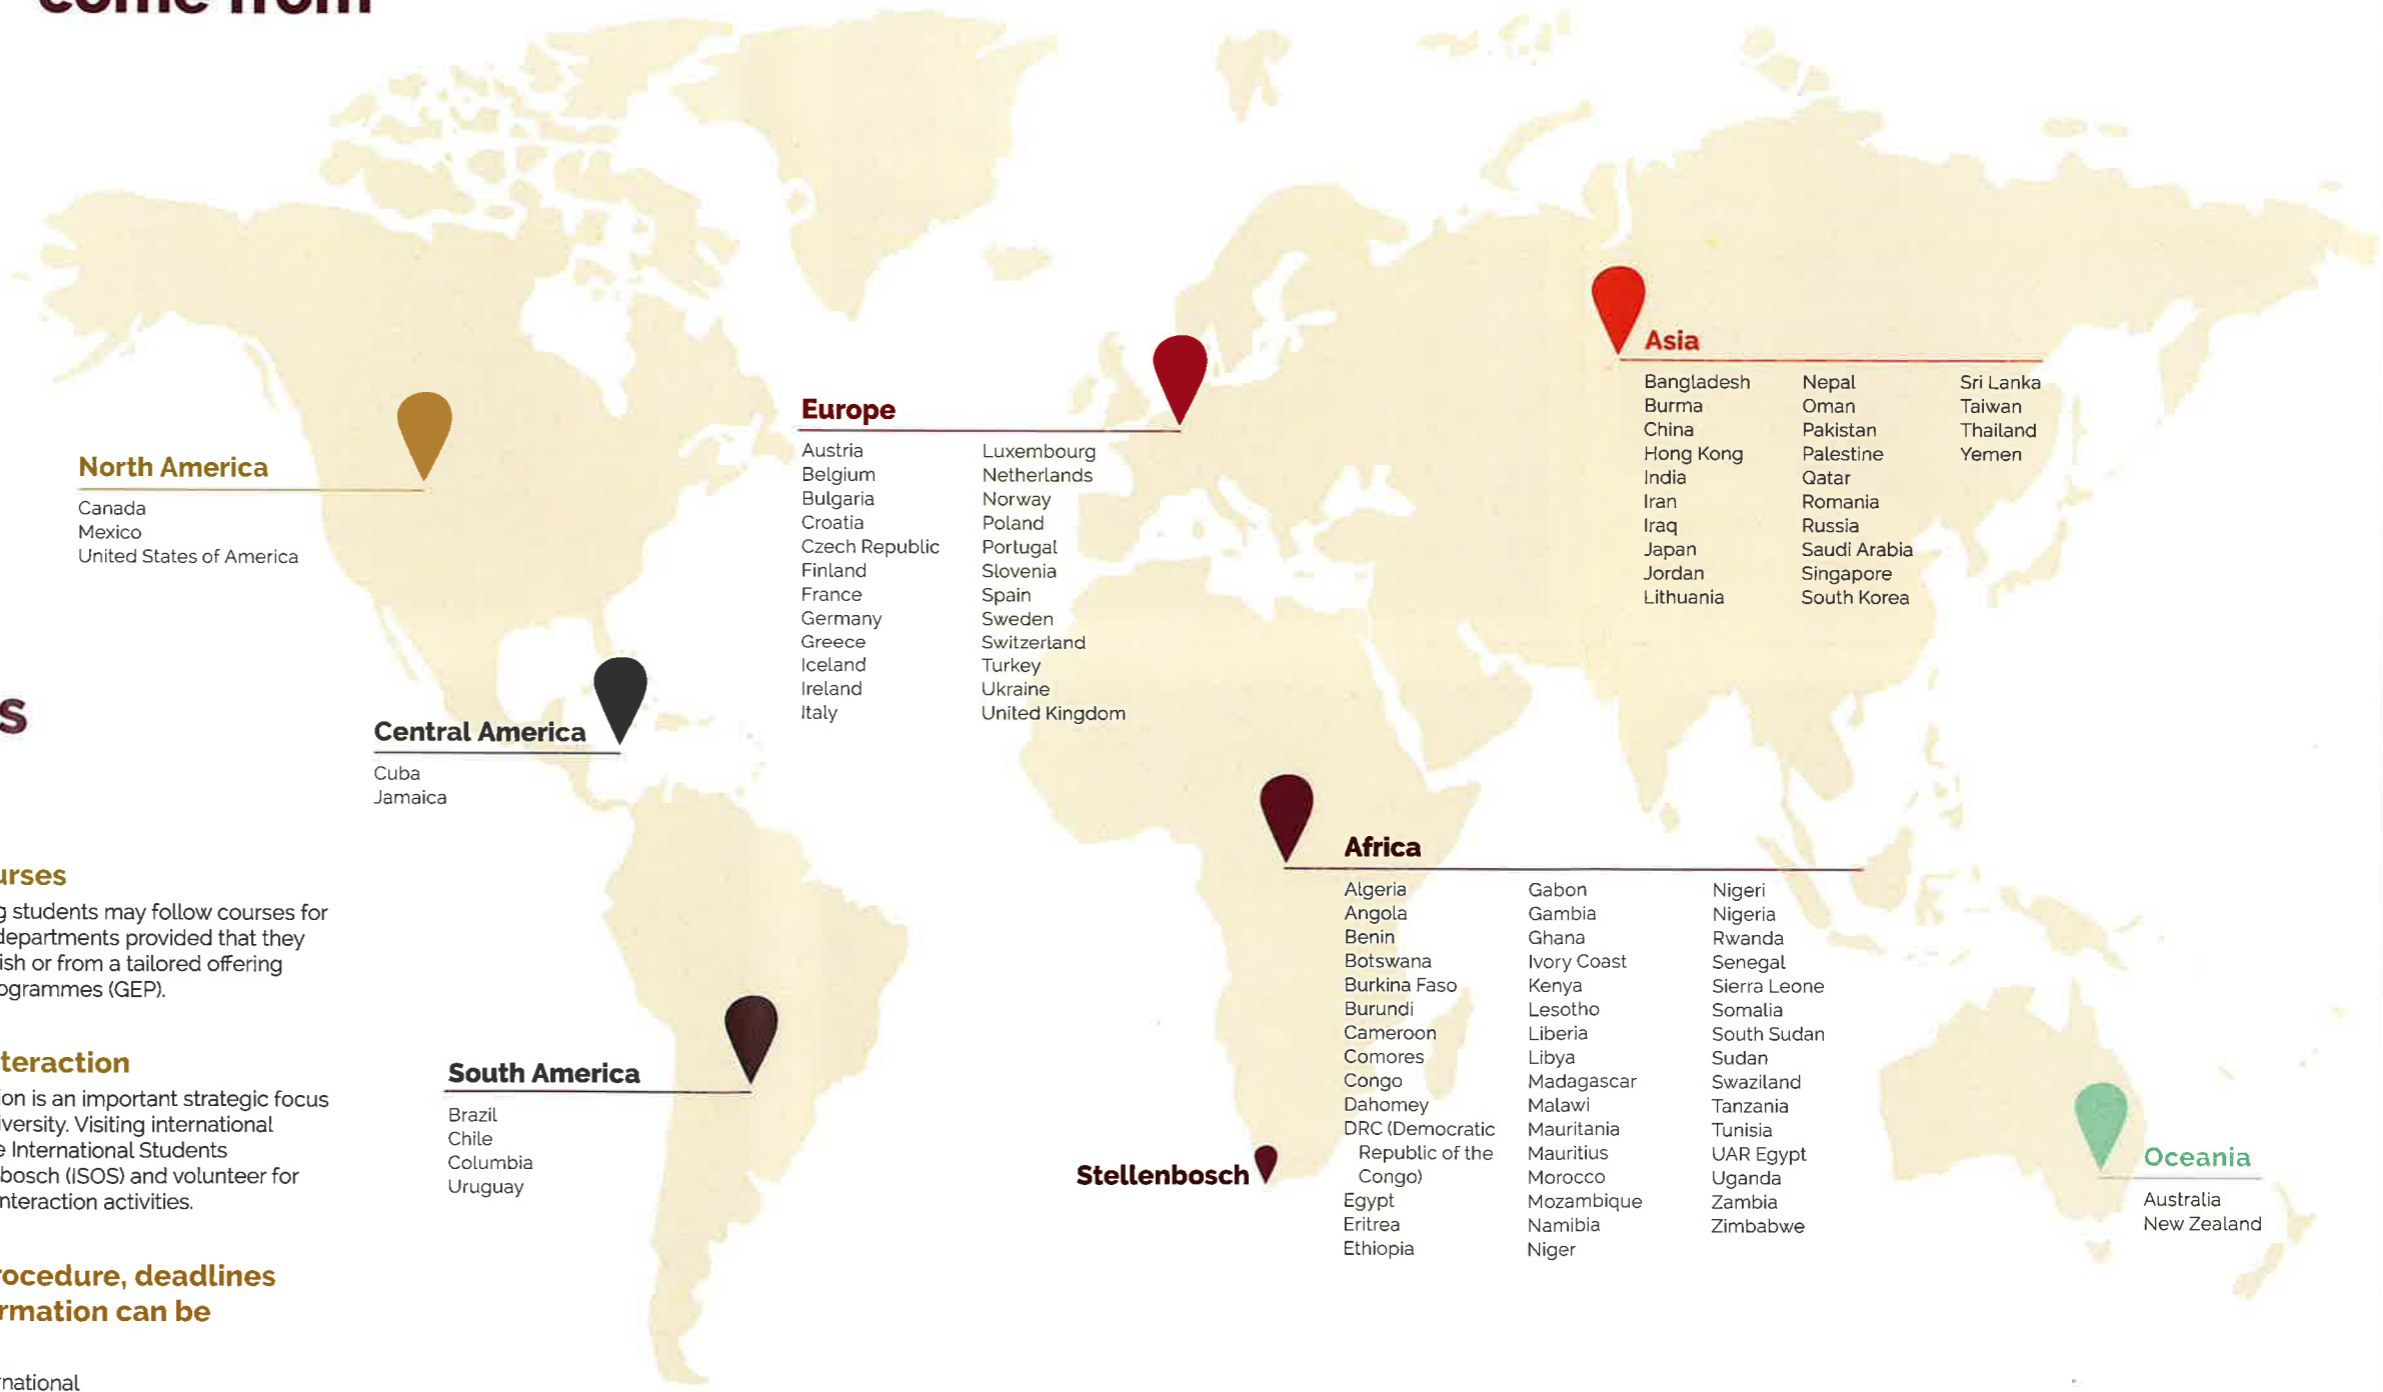 come from
North America
Canada
Mexico
United States of America
Central America
Cuba
Jamaica
South America
Brazil
Chile
Columbia
Uruguay
Europe
Austria
Belgium
Bulgaria
Croatia
Czech Republic
Finland
France
Germany
Greece
Iceland
Ireland
Italy
Luxembourg
Netherlands
Norway
Poland
Portugal
Slovenia
Spain
Sweden
Switzerland
Turkey
Ukraine
United Kingdom
Asia
Bangladesh
Burma
China
Hong Kong
India
Iran
Iraq
Japan
Jordan
Lithuania
Nepal
Oman
Pakistan
Palestine
Qatar
Romania
Russia
Saudi Arabia
Singapore
South Korea
Sri Lanka
Taiwan
Thailand
Yemen
Africa
Algeria
Angola
Benin
Botswana
Burkina Faso
Burundi
Cameroon
Comores
Congo
Dahomey
DRC (Democratic
Republic of the
Congo)
Egypt
Eritrea
Ethiopia
Gabon
Gambia
Ghana
Ivory Coast
Kenya
Lesotho
Liberia
Libya
Madagascar
Malawi
Mauritania
Mauritius
Morocco
Mozambique
Namibia
Niger
Nigeri
Nigeria
Rwanda
Senegal
Sierra Leone
Somalia
South Sudan
Sudan
Swaziland
Tanzania
Tunisia
UAR Egypt
Uganda
Zambia
Zimbabwe
Stellenbosch
Oceania
Australia
New Zealand
s
urses
g students may follow courses for
departments provided that they
ish or from a tailored offering
ogrammes (GEP).
teraction
ion is an important strategic focus
iversity. Visiting international
e International Students
bosch (ISOS) and volunteer for
nteraction activities.
rocedure, deadlines
rmation can be
rnational